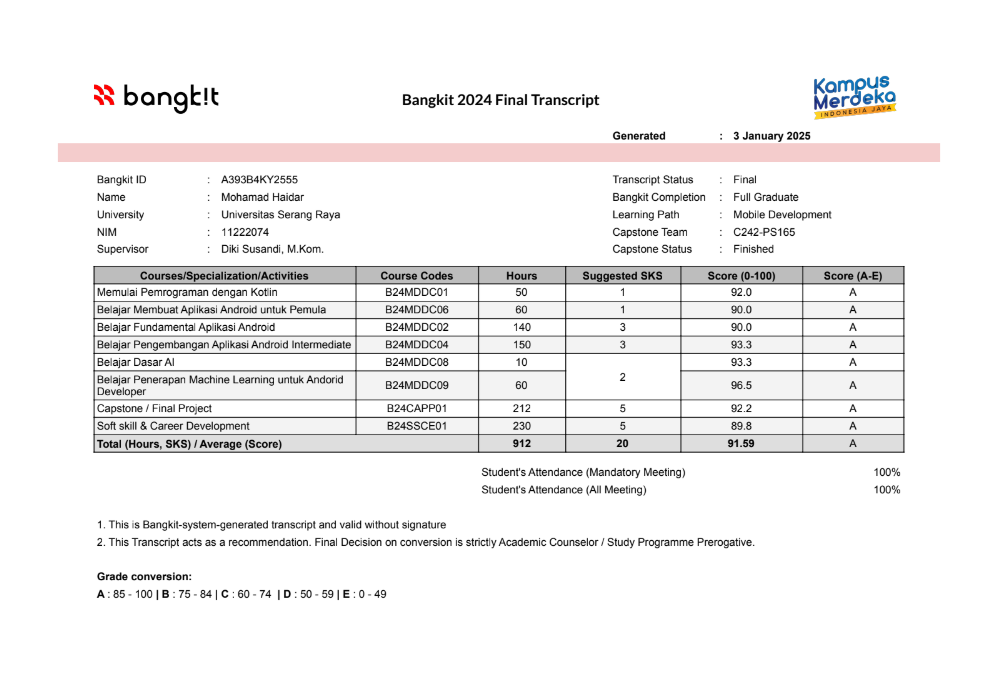 bangk!t
Bangkit 2024 Final Transcript
Kampus
Merdeka
INDONESIA JAYA
Generated : 3 January 2025
Bangkit ID : A393B4KY2555
Transcript Status : Final
Name : Mohamad Haidar
Bangkit Completion : Full Graduate
University : Universitas Serang Raya
Learning Path : Mobile Development
NIM : 11222074
Capstone Team : C242-PS165
Supervisor : Diki Susandi, M.Kom.
Capstone Status : Finished
Courses/Specialization/Activities Course Codes Hours Suggested SKS Score (0-100) Score (A-E)
Memulai Pemrograman dengan Kotlin B24MDDC01 50 1 92.0 A
Belajar Membuat Aplikasi Android untuk Pemula B24MDDC06 60 1 90.0 A
Belajar Fundamental Aplikasi Android B24MDDC02 140 3 90.0 A
Belajar Pengembangan Aplikasi Android Intermediate B24MDDC04 150 3 93.3 A
Belajar Dasar AI B24MDDC08 10 2 93.3 A
Belajar Penerapan Machine Learning untuk Andorid
Developer B24MDDC09 60 96.5 A
Capstone / Final Project B24CAPP01 212 5 92.2 A
Soft skill & Career Development B24SSCE01 230 5 89.8 A
Total (Hours, SKS) / Average (Score) 912 20 91.59 A
Student's Attendance (Mandatory Meeting) 100%
Student's Attendance (All Meeting) 100%
1. This is Bangkit-system-generated transcript and valid without signature
2. This Transcript acts as a recommendation. Final Decision on conversion is strictly Academic Counselor / Study Programme Prerogative.
Grade conversion:
A : 85 - 100 | B : 75 - 84 | C : 60 - 74 | D : 50 - 59 | E : 0 - 49